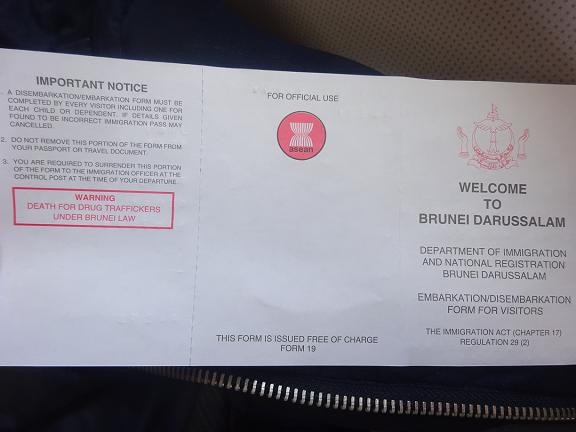 IMPORTANT NOTICE
1. A DISEMBARKATION/EMBARKATION FORM MUST BE
COMPLETED BY EVERY VISITOR INCLUDING ONE FOR
EACH CHILD OR DEPENDENT. IF DETAILS GIVEN
FOUND TO BE INCORRECT IMMIGRATION PASS MAY
CANCELLED.
2. DO NOT REMOVE THIS PORTION OF THE FORM FROM
YOUR PASSPORT OR TRAVEL DOCUMENT.
3. YOU ARE REQUIRED TO SURRENDER THIS PORTION
OF THE FORM TO THE IMMIGRATION OFFICER AT THE
CONTROL POST AT THE TIME OF YOUR DEPARTURE.
WARNING
DEATH FOR DRUG TRAFFICKERS
UNDER BRUNEI LAW
FOR OFFICIAL USE
asean
THIS FORM IS ISSUED FREE OF CHARGE
FORM 19
WELCOME
TO
BRUNEI DARUSSALAM
DEPARTMENT OF IMMIGRATION
AND NATIONAL REGISTRATION
BRUNEI DARUSSALAM
EMBARKATION/DISEMBARKATION
FORM FOR VISITORS
THE IMMIGRATION ACT (CHAPTER 17)
REGULATION 29 (2)